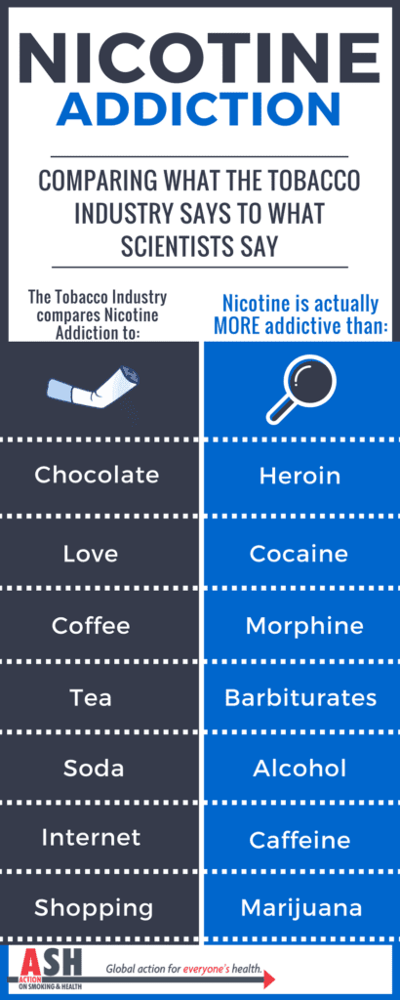 NICOTINE
ADDICTION
COMPARING WHAT THE TOBACCO
INDUSTRY SAYS TO WHAT
SCIENTISTS SAY
The Tobacco Industry
compares Nicotine
Addiction to:
Nicotine is actually
MORE addictive than:
Chocolate
Heroin
Love
Cocaine
Coffee
Morphine
Tea
Barbiturates
Soda
Alcohol
Internet
Caffeine
Shopping
Marijuana
ASH
ACTION
ON SMOKING & HEALTH
Global action for everyone's health.